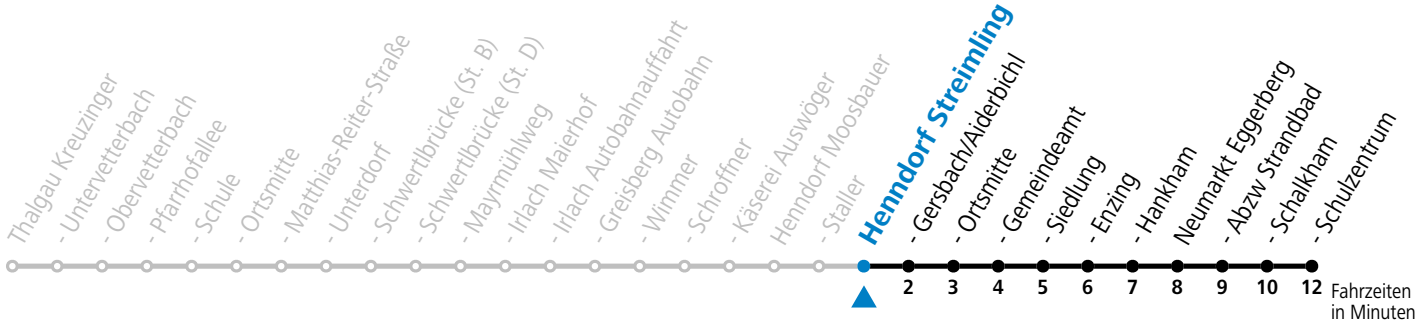 Thalgau Kreuzinger
- Untervetterbach
- Obervetterbach
- Pfarrhofallee
- Schule
- Ortsmitte
- Matthias-Reiter-Straße
- Unterdorf
- Schwertlbrücke (St. B)
- Schwertlbrücke (St. D)
- Mayrmühlweg
- Irlach Maierhof
- Irlach Autobahnauffahrt
- Greisberg Autobahn
- Wimmer
- Schroffner
- Käserei Auswöger
Henndorf Moosbauer
- Staller
Henndorf Streimling
- Gersbach/Aiderbichl
- Ortsmitte
- Gemeindeamt
- Siedlung
- Enzing
- Hankham
Neumarkt Eggerberg
- Abzw Strandbad
- Schalkham
- Schulzentrum
2 3 4 5 6 7 8 9 10 12 Fahrzeiten
in Minuten